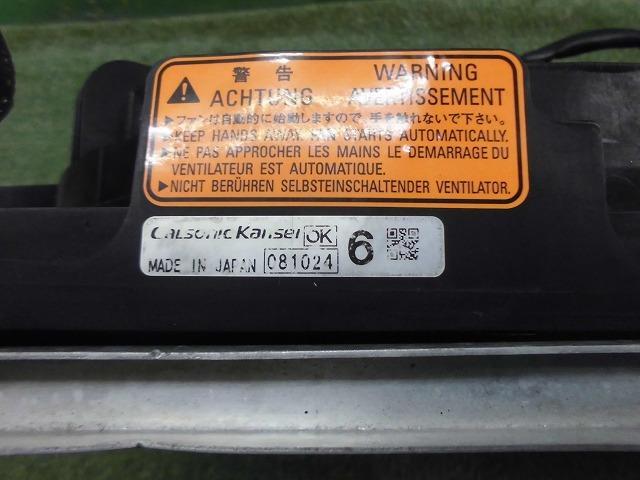 警告 WARNING
ACHTUNG AVERTISSEMENT
▶ファンは自動的に始動しますので、手を触れないで下さい。
▶KEEP HANDS AWAY. FAN STARTS AUTOMATICALLY.
▶NE PAS APPROCHER LES MAINS LE DEMARRAGE DU
VENTILATEUR EST AUTOMATIQUE.
▶NICHT BERÜHREN SELBSTEINSCHALTENDER VENTILATOR.
Calsonic Kansei OK 6
MADE IN JAPAN 081024